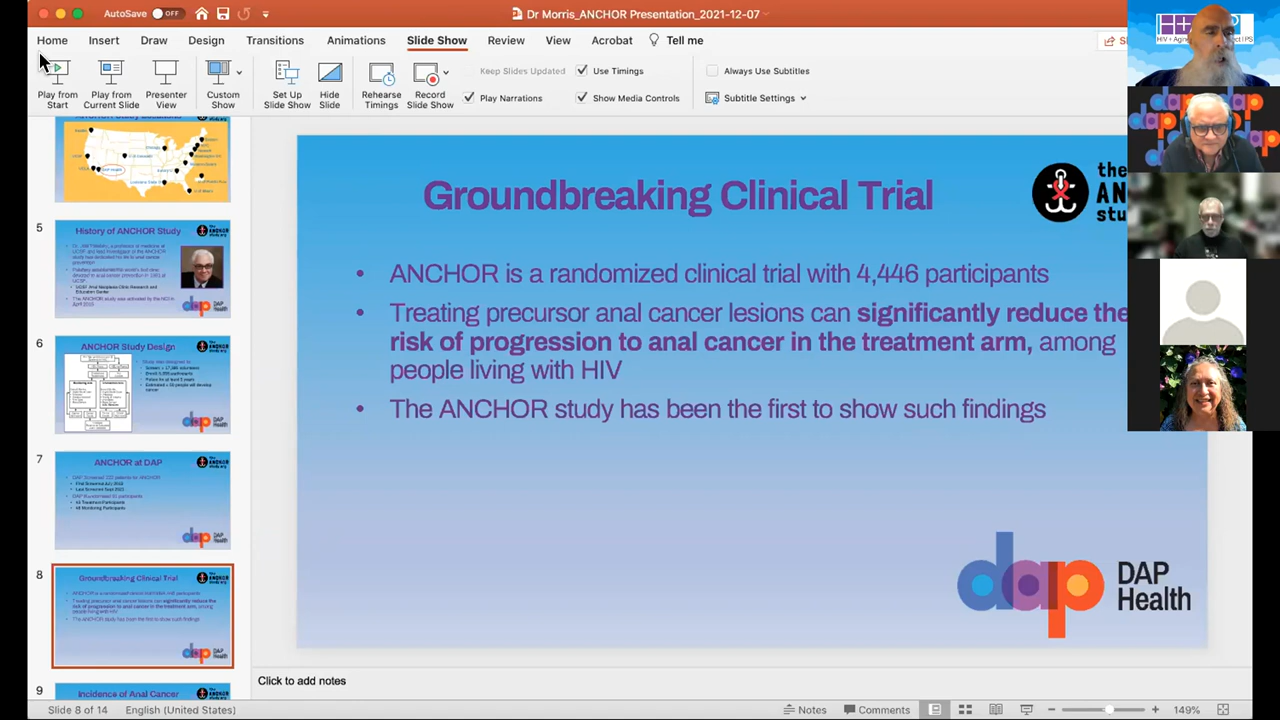 AutoSave OFF
Dr Morris_ANCHOR Presentation_2021-12-07
Home Insert Draw Design Transitions Animations Slide Show Review View Acrobat Tell me
Play from Start
Play from Current Slide
Presenter View
Custom Show
Set Up Slide Show
Hide Slide
Rehearse Timings
Record Slide Show
Keep Slides Updated
Use Timings
Play Narrations
Show Media Controls
Always Use Subtitles
Subtitle Settings
5
History of ANCHOR Study
6
ANCHOR Study Design
7
ANCHOR at DAP
8
Groundbreaking Clinical Trial
9
Incidence of Anal Cancer
Groundbreaking Clinical Trial
• ANCHOR is a randomized clinical trial with 4,446 participants
• Treating precursor anal cancer lesions can significantly reduce the
risk of progression to anal cancer in the treatment arm, among
people living with HIV
• The ANCHOR study has been the first to show such findings
dap
DAP
Health
Click to add notes
Slide 8 of 14 English (United States)
Notes Comments 149%